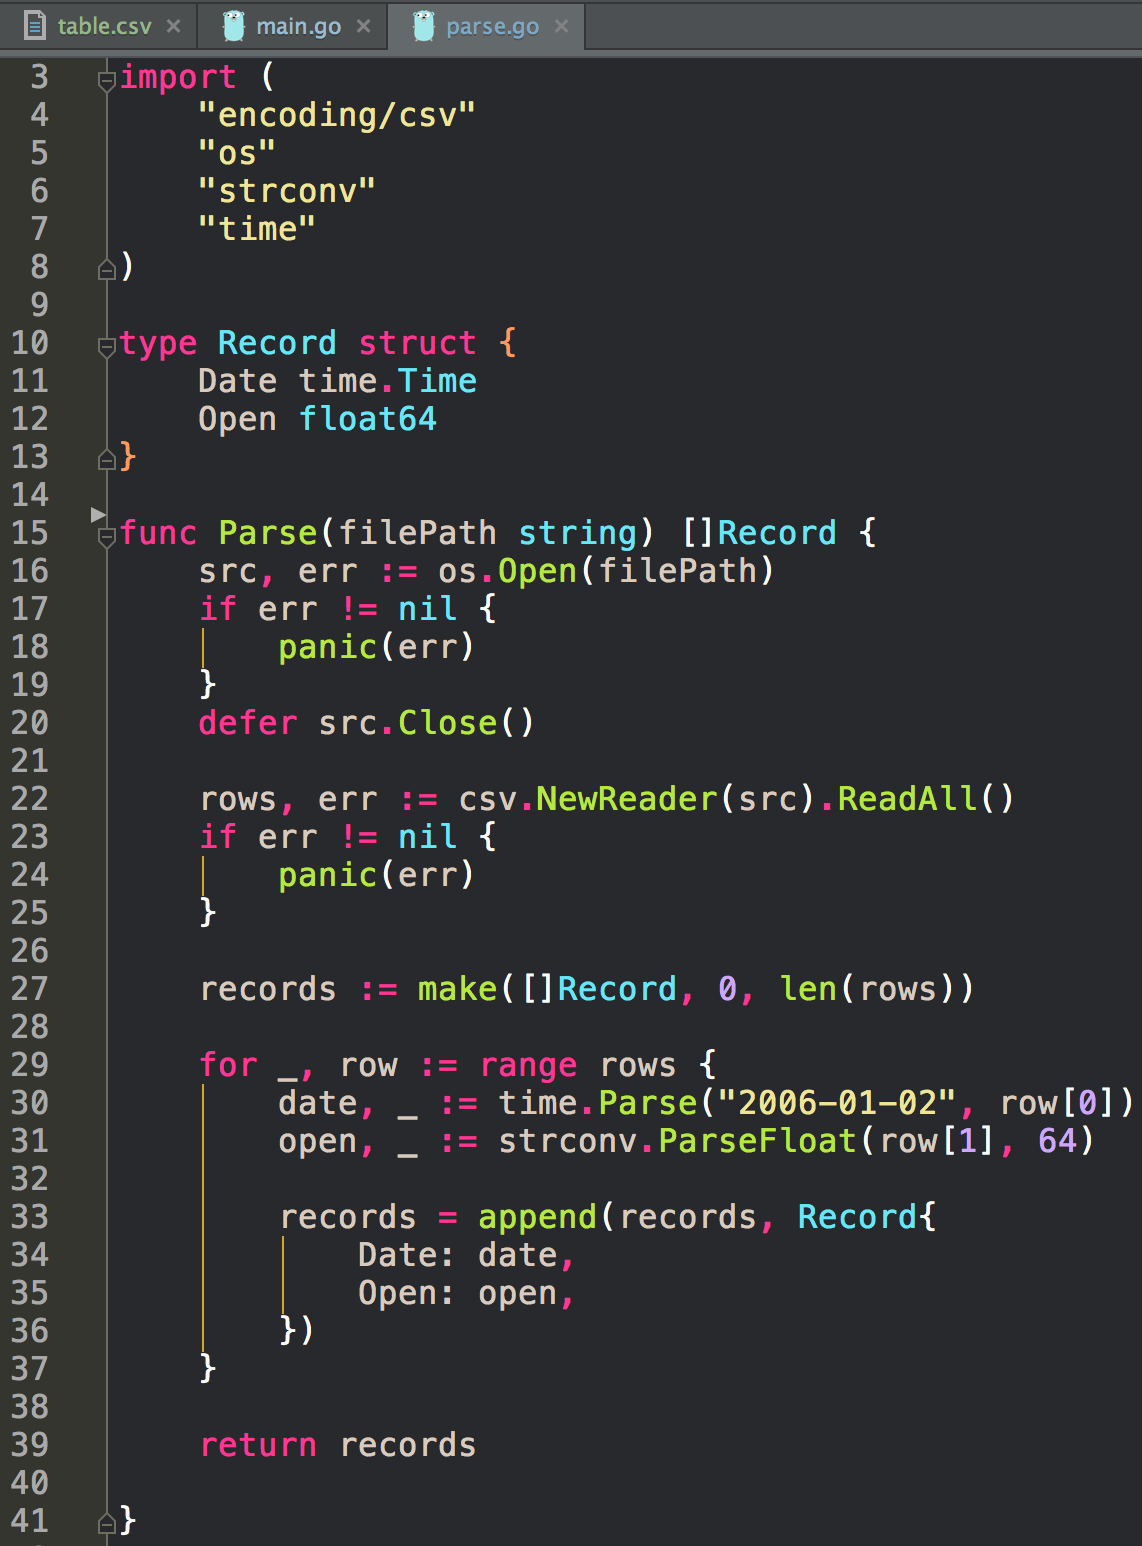 table.csv × main.go × parse.go ×
3 import (
4     "encoding/csv"
5     "os"
6     "strconv"
7     "time"
8 )
9
10 type Record struct {
11     Date time.Time
12     Open float64
13 }
14
15 func Parse(filePath string) []Record {
16     src, err := os.Open(filePath)
17     if err != nil {
18         panic(err)
19     }
20     defer src.Close()
21
22     rows, err := csv.NewReader(src).ReadAll()
23     if err != nil {
24         panic(err)
25     }
26
27     records := make([]Record, 0, len(rows))
28
29     for _, row := range rows {
30         date, _ := time.Parse("2006-01-02", row[0])
31         open, _ := strconv.ParseFloat(row[1], 64)
32
33         records = append(records, Record{
34             Date: date,
35             Open: open,
36         })
37     }
38
39     return records
40
41 }